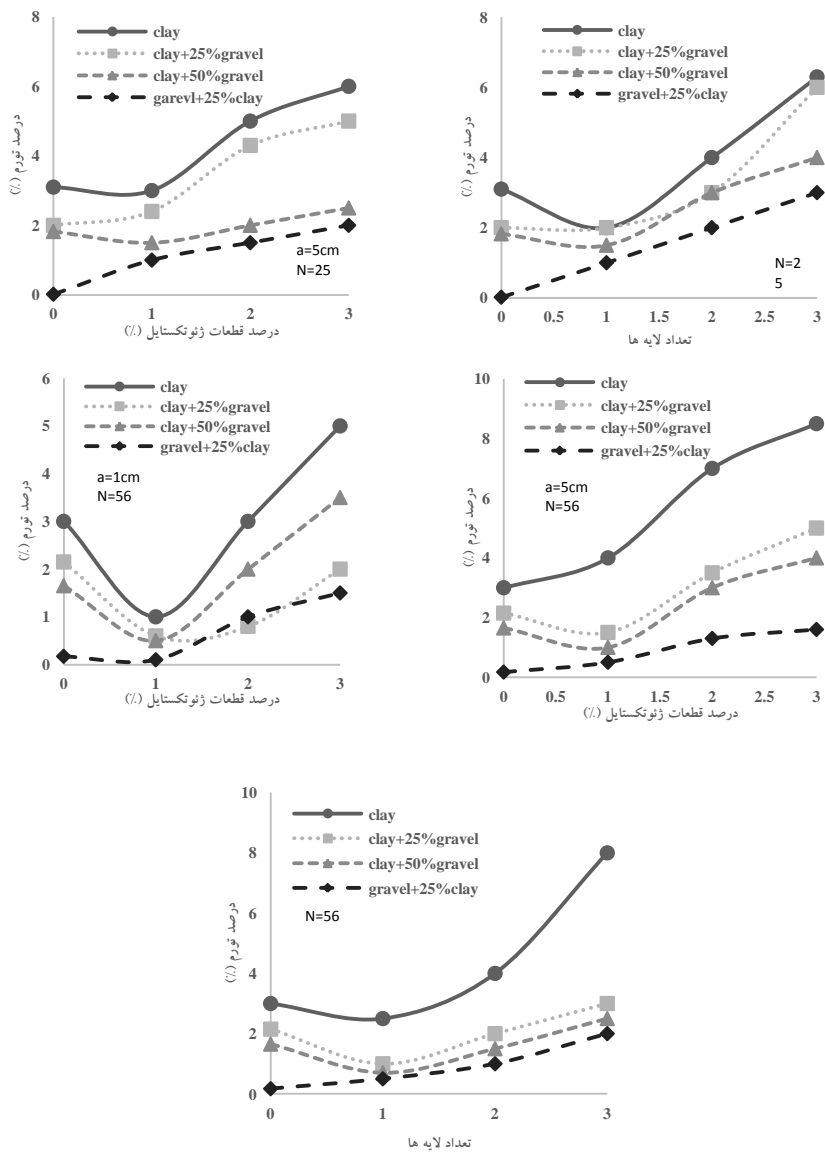 8
6
4
2
0
درصد تورم (٪)
clay
clay+25%gravel
clay+50%gravel
garevl+25%clay
a=5cm
N=25
0 1 2 3
درصد قطعات ژئوتکستایل (٪)
8
6
4
2
0
درصد تورم (٪)
clay
clay+25%gravel
clay+50%gravel
gravel+25%clay
N=2
5
0 0.5 1 1.5 2 2.5 3
تعداد لایه ها
6
5
4
3
2
1
0
درصد تورم (٪)
clay
clay+25%gravel
clay+50%gravel
gravel+25%clay
a=1cm
N=56
0 1 2 3
درصد قطعات ژئوتکستایل (٪)
10
8
6
4
2
0
درصد تورم (٪)
clay
clay+25%gravel
clay+50%gravel
gravel+25%clay
a=5cm
N=56
0 0.5 1 1.5 2 2.5 3
درصد قطعات ژئوتکستایل (٪)
10
8
6
4
2
0
درصد تورم (٪)
clay
clay+25%gravel
clay+50%gravel
gravel+25%clay
N=56
0 1 2 3
تعداد لایه ها